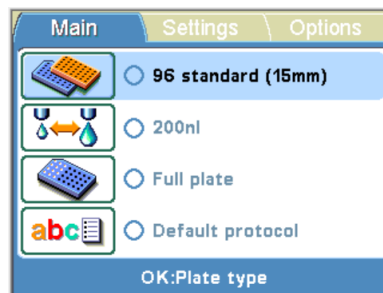 Main Settings Options
96 standard (15mm)
200nl
Full plate
abc Default protocol
OK:Plate type